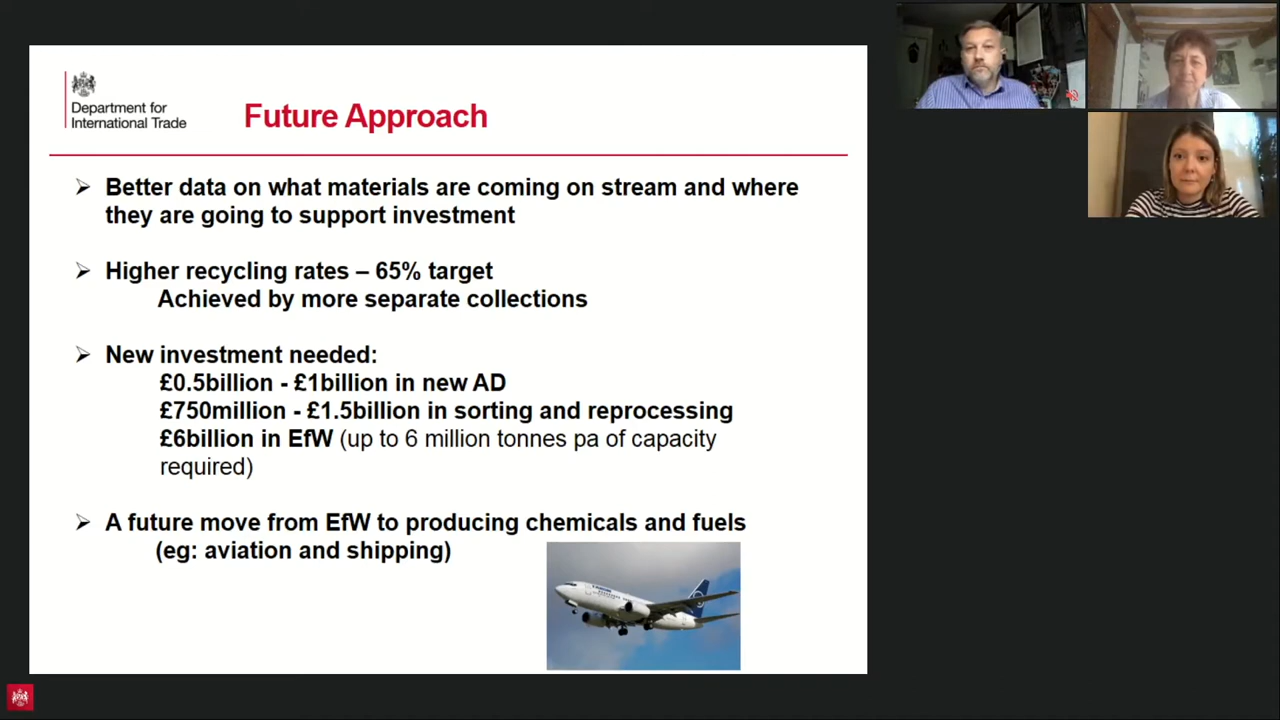 Department for
International Trade
Future Approach
➢ Better data on what materials are coming on stream and where
they are going to support investment
➢ Higher recycling rates – 65% target
Achieved by more separate collections
➢ New investment needed:
£0.5billion - £1billion in new AD
£750million - £1.5billion in sorting and reprocessing
£6billion in EfW (up to 6 million tonnes pa of capacity
required)
➢ A future move from EfW to producing chemicals and fuels
(eg: aviation and shipping)